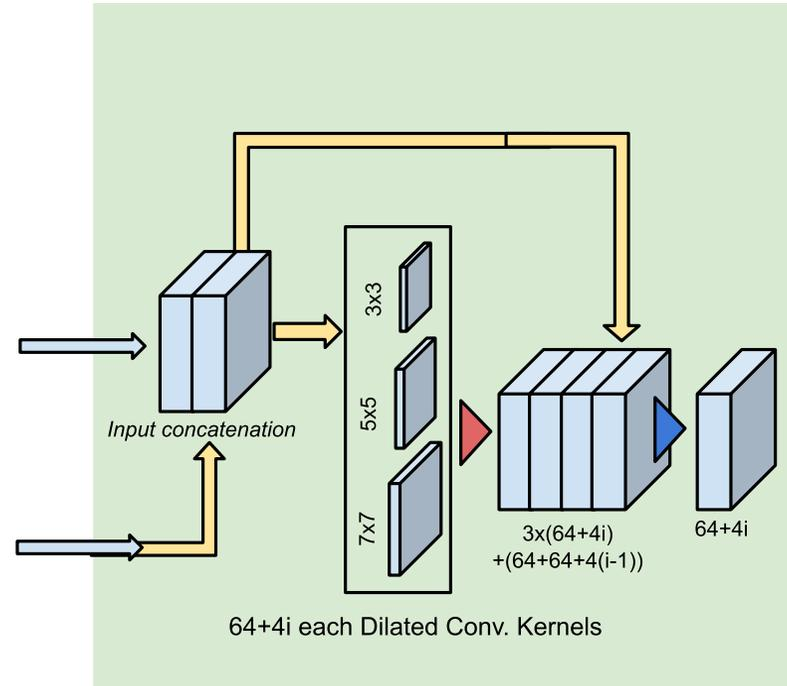 Input concatenation
3x3
5x5
7x7
3x(64+4i)
+(64+64+4(i-1))
64+4i
64+4i each Dilated Conv. Kernels